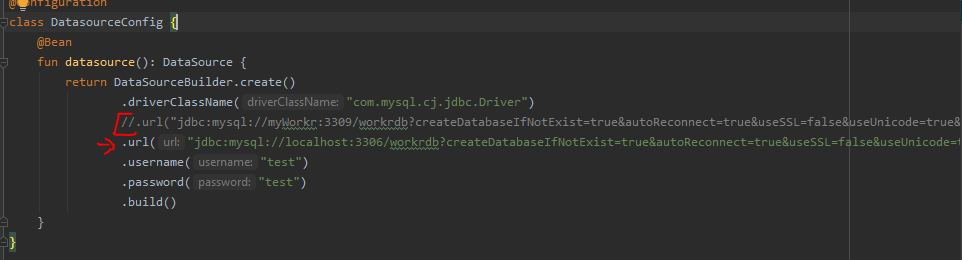 @Configuration
class DatasourceConfig {
@Bean
fun datasource(): DataSource {
return DataSourceBuilder.create()
.driverClassName( driverClassName: "com.mysql.cj.jdbc.Driver")
//.url("jdbc:mysql://myWorkr:3309/workrdb?createDatabaseIfNotExist=true&autoReconnect=true&useSSL=false&useUnicode=true&
.url( url: "jdbc:mysql://localhost:3306/workrdb?createDatabaseIfNotExist=true&autoReconnect=true&useSSL=false&useUnicode=t
.username( username: "test")
.password( password: "test")
.build()
}
}